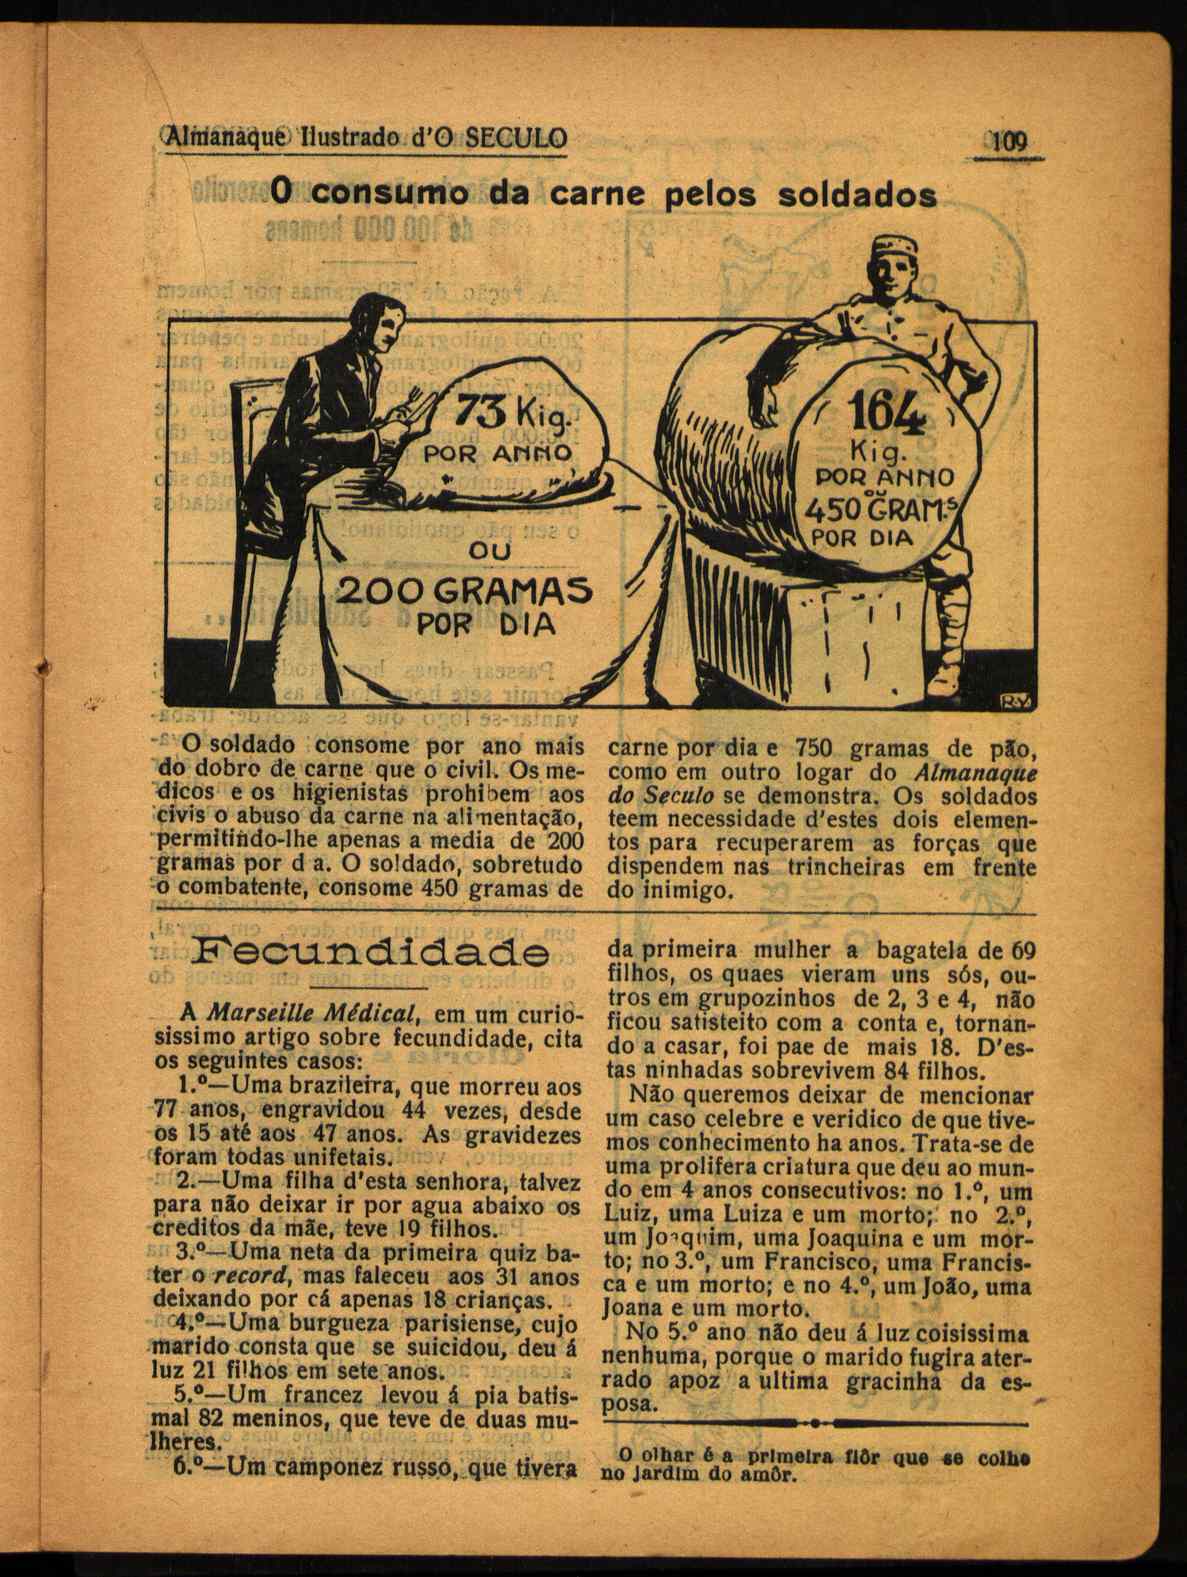 Almanaque Ilustrado d'O SECULO
109
O consumo da carne pelos soldados
73 Kig.
POR ANNO
OU
200 GRAMAS
POR DIA
164
Kig.
POR ANNO
OU
450 GRAM.S
POR DIA
R.Y.
O soldado consome por ano mais
do dobro de carne que o civil. Os me-
dicos e os higienistas prohibem aos
civis o abuso da carne na alimentação,
permitindo-lhe apenas a media de 200
gramas por d a. O soldado, sobretudo
o combatente, consome 450 gramas de
carne por dia e 750 gramas de pão,
como em outro logar do Almanaque
do Seculo se demonstra. Os soldados
teem necessidade d'estes dois elemen-
tos para recuperarem as forças que
dispendem nas trincheiras em frente
do inimigo.
Fecundidade
A Marseille Médical, em um curio-
sissimo artigo sobre fecundidade, cita
os seguintes casos:
1.º—Uma brazileira, que morreu aos
77 anos, engravidou 44 vezes, desde
os 15 até aos 47 anos. As gravidezes
foram todas unifetais.
2.—Uma filha d'esta senhora, talvez
para não deixar ir por agua abaixo os
creditos da mãe, teve 19 filhos.
3.º—Uma neta da primeira quiz ba-
ter o record, mas faleceu aos 31 anos
deixando por cá apenas 18 crianças.
4.º—Uma burgueza parisiense, cujo
marido consta que se suicidou, deu á
luz 21 filhos em sete anos.
5.º—Um francez levou á pia batis-
mal 82 meninos, que teve de duas mu-
lheres.
6.º—Um camponez russo, que tivera
da primeira mulher a bagatela de 69
filhos, os quaes vieram uns sós, ou-
tros em grupozinhos de 2, 3 e 4, não
ficou satisteito com a conta e, tornan-
do a casar, foi pae de mais 18. D'es-
tas ninhadas sobrevivem 84 filhos.
Não queremos deixar de mencionar
um caso celebre e veridico de que tive-
mos conhecimento ha anos. Trata-se de
uma prolifera criatura que deu ao mun-
do em 4 anos consecutivos: no 1.º, um
Luiz, uma Luiza e um morto; no 2.º,
um Joaquim, uma Joaquina e um mor-
to; no 3.º, um Francisco, uma Francis-
ca e um morto; e no 4.º, um João, uma
Joana e um morto.
No 5.º ano não deu á luz coisissima
nenhuma, porque o marido fugira ater-
rado apoz a ultima gracinha da es-
posa.
O olhar é a primeira flôr que se colhe
no jardim do amôr.